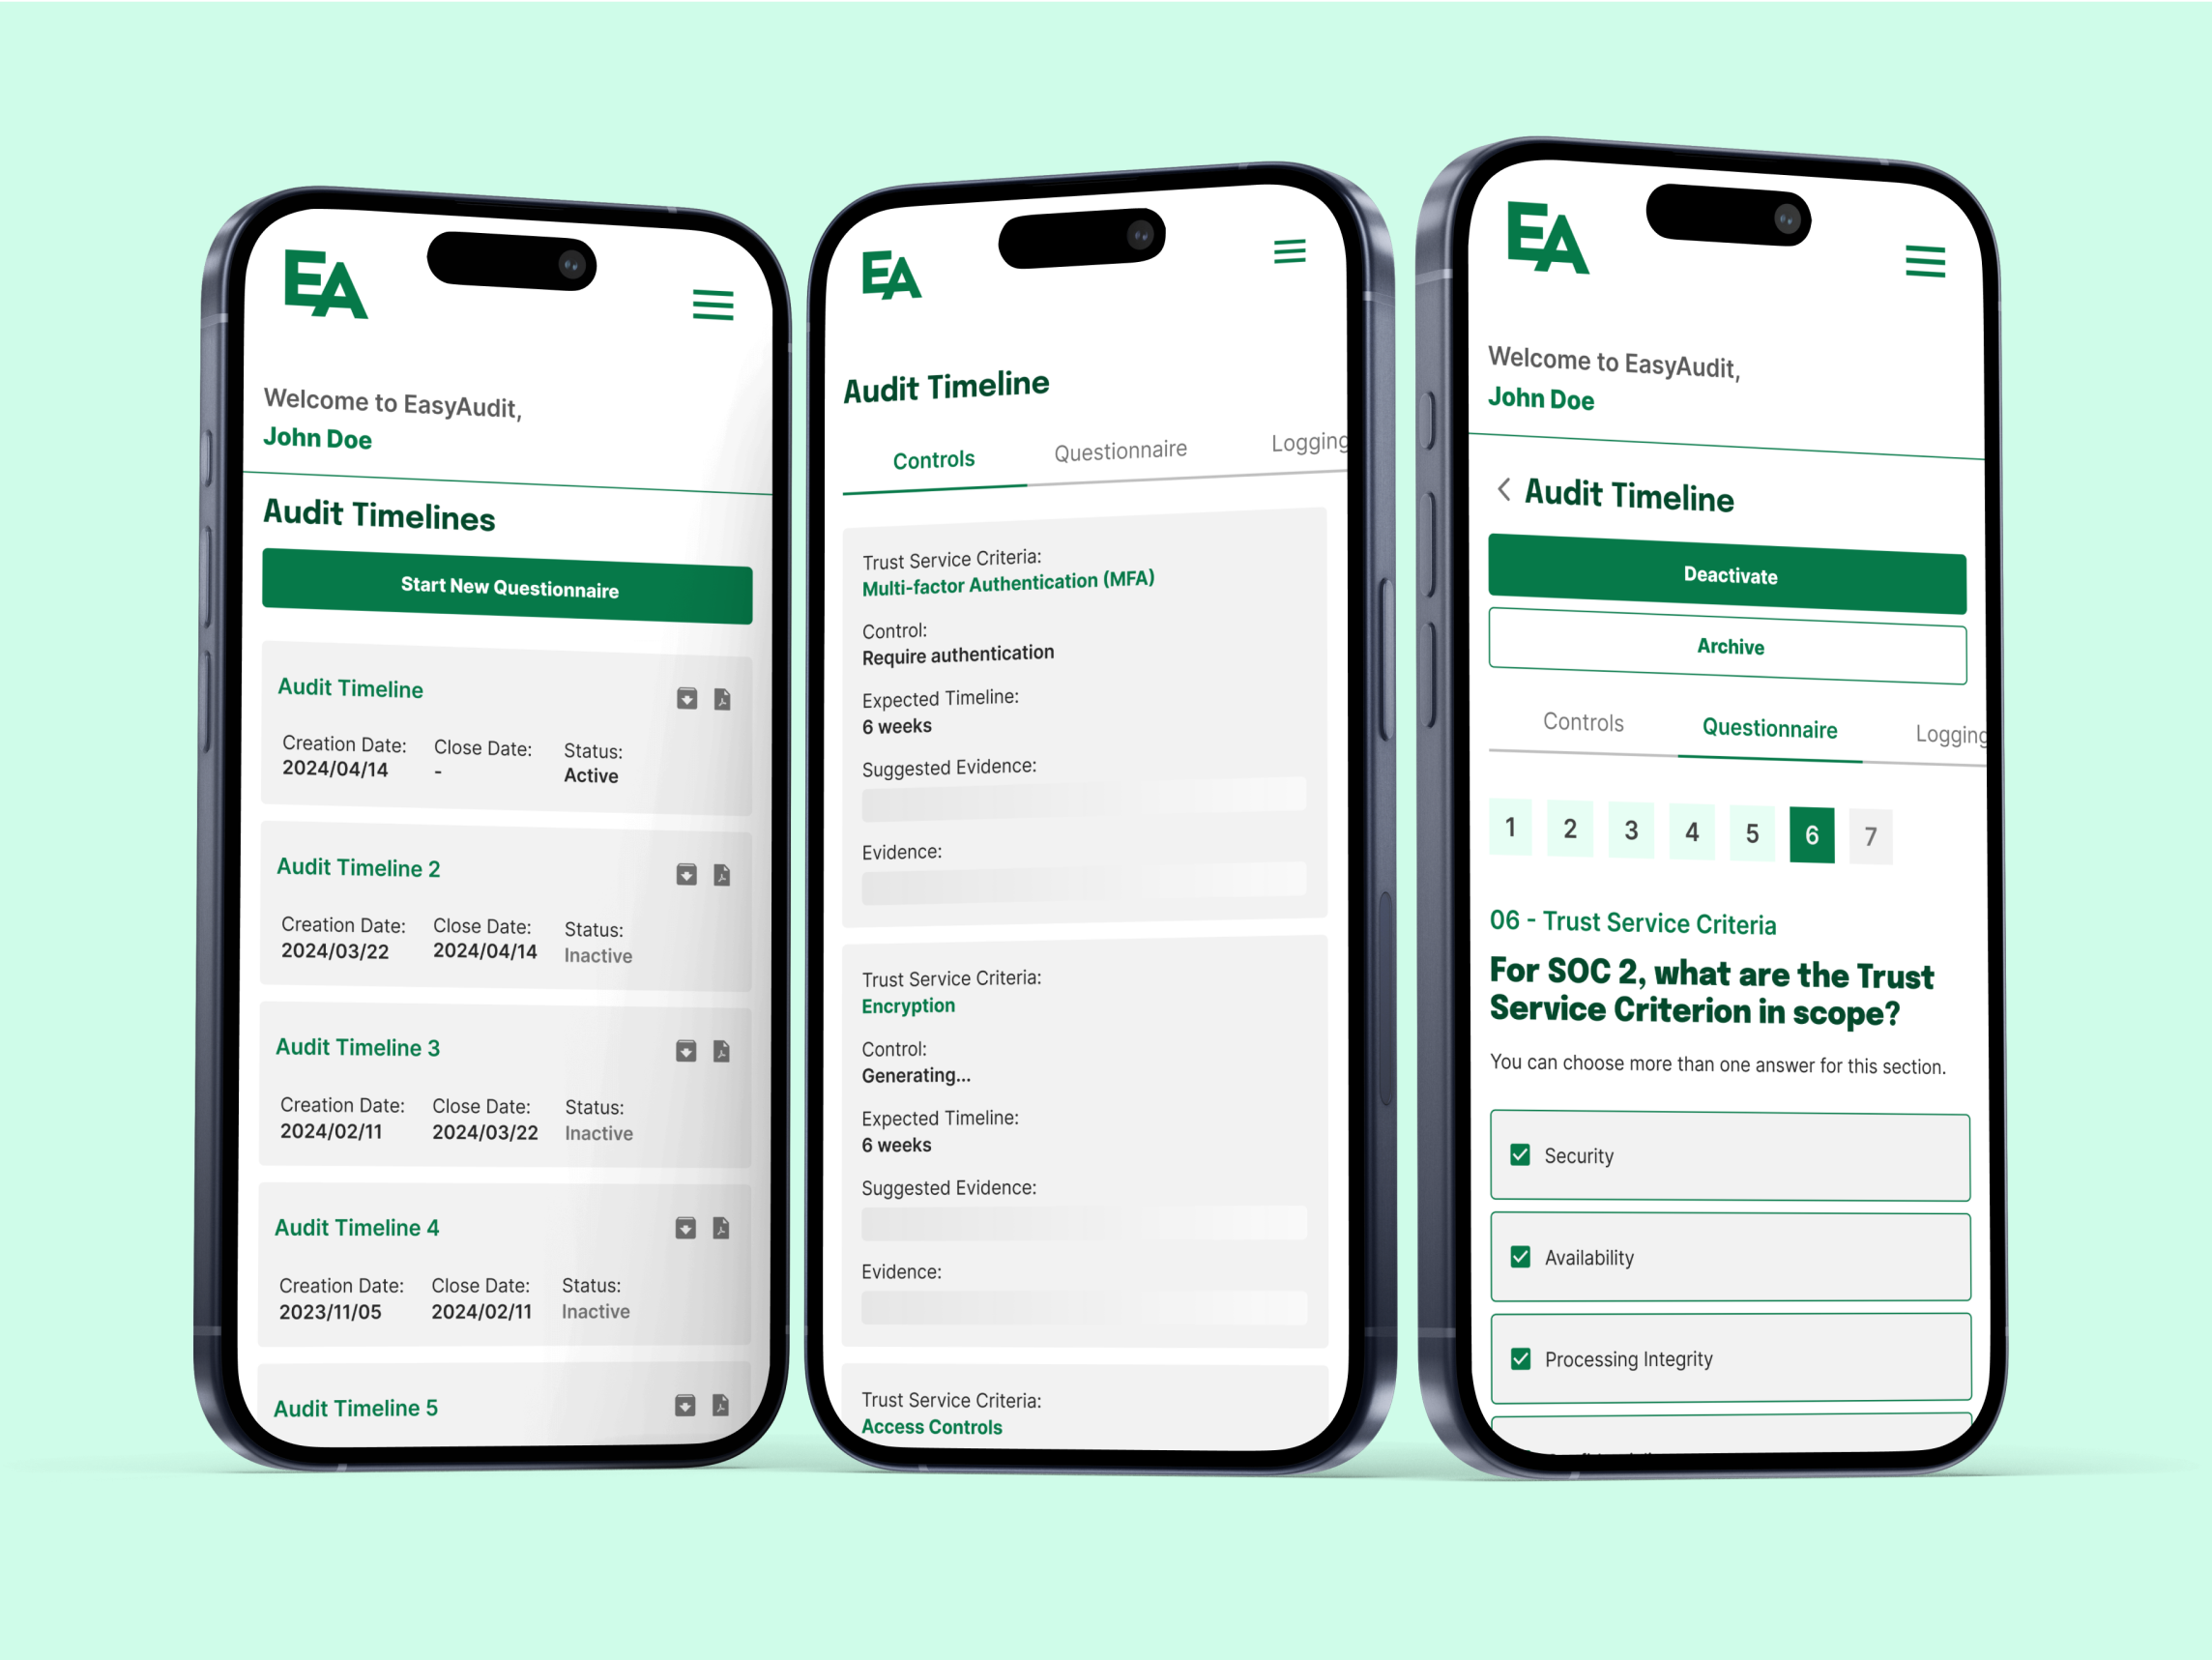 EA
Welcome to EasyAudit,
John Doe
Audit Timelines
Start New Questionnaire
Audit Timeline
Creation Date: Close Date: Status:
2024/04/14 - Active
Audit Timeline 2
Creation Date: Close Date: Status:
2024/03/22 2024/04/14 Inactive
Audit Timeline 3
Creation Date: Close Date: Status:
2024/02/11 2024/03/22 Inactive
Audit Timeline 4
Creation Date: Close Date: Status:
2023/11/05 2024/02/11 Inactive
Audit Timeline 5
EA
Audit Timeline
Controls Questionnaire Logging
Trust Service Criteria:
Multi-factor Authentication (MFA)
Control:
Require authentication
Expected Timeline:
6 weeks
Suggested Evidence:
Evidence:
Trust Service Criteria:
Encryption
Control:
Generating...
Expected Timeline:
6 weeks
Suggested Evidence:
Evidence:
Trust Service Criteria:
Access Controls
EA
Welcome to EasyAudit,
John Doe
Audit Timeline
Deactivate
Archive
Controls Questionnaire Logging
1 2 3 4 5 6 7
06 - Trust Service Criteria
For SOC 2, what are the Trust
Service Criterion in scope?
You can choose more than one answer for this section.
Security
Availability
Processing Integrity